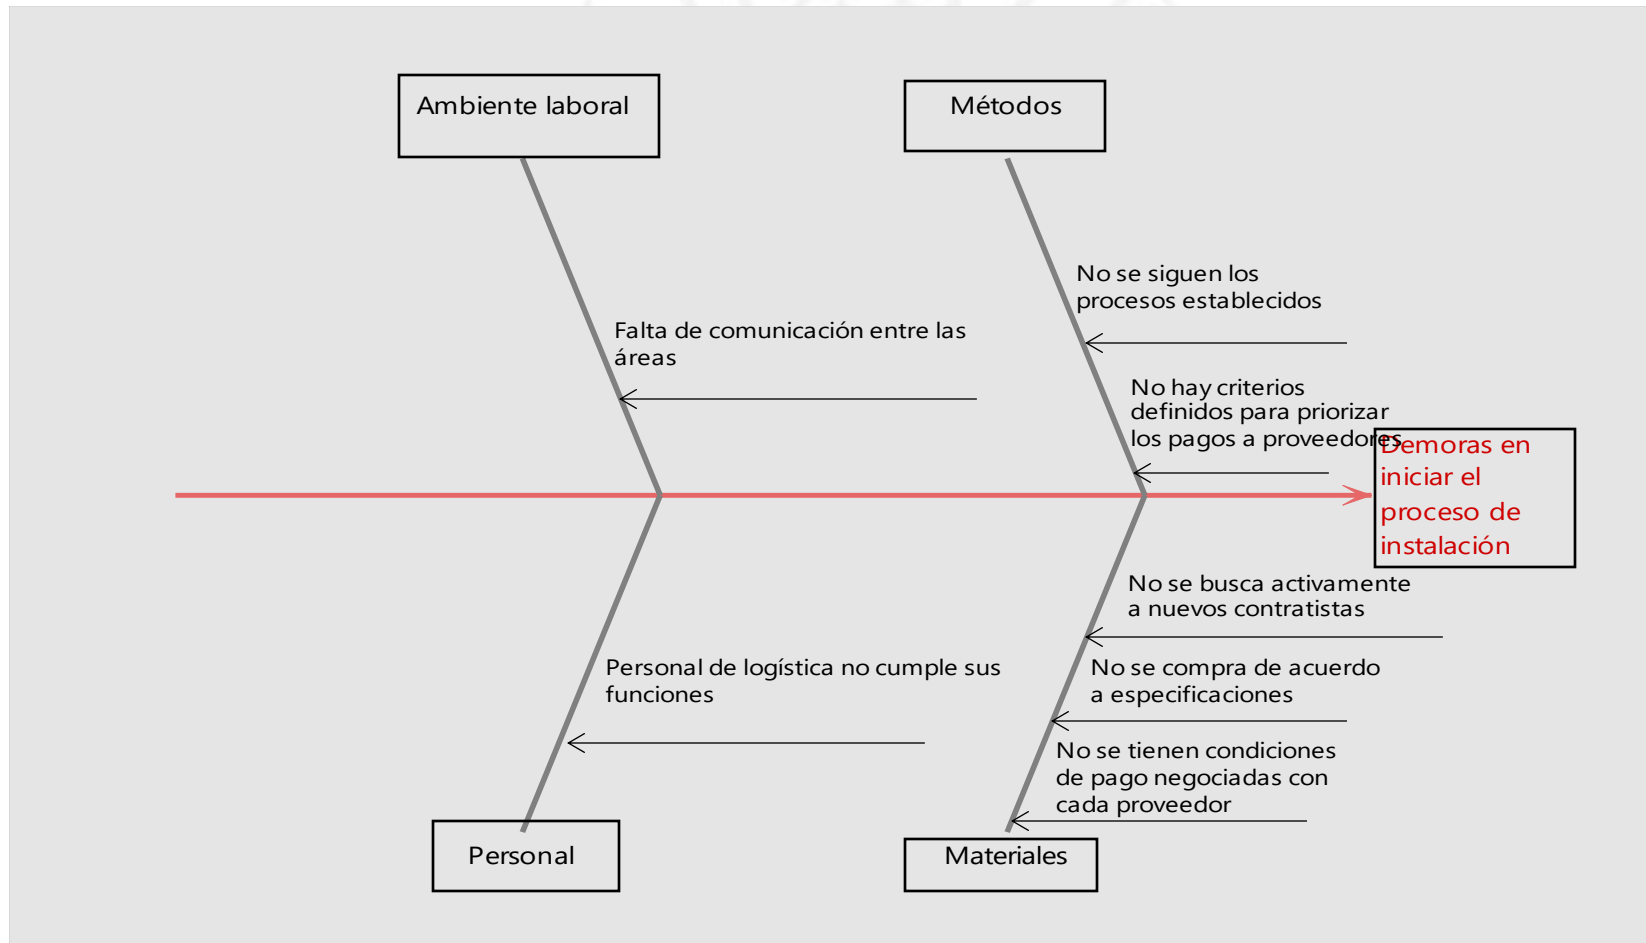 Ambiente laboral
Métodos
No se siguen los
procesos establecidos
Falta de comunicación entre las
áreas
No hay criterios
definidos para priorizar
los pagos a proveedores
Demoras en
iniciar el
proceso de
instalación
No se busca activamente
a nuevos contratistas
Personal de logística no cumple sus
funciones
No se compra de acuerdo
a especificaciones
No se tienen condiciones
de pago negociadas con
cada proveedor
Personal
Materiales